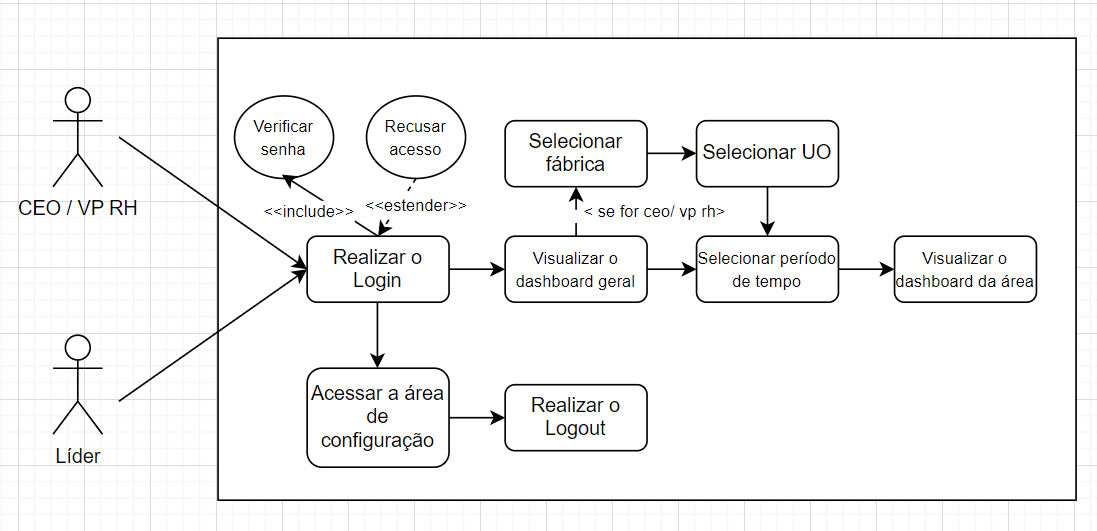 CEO / VP RH
Líder
Verificar
senha
Recusar
acesso
<<include>>
<<estender>>
Realizar o
Login
Selecionar
fábrica
Selecionar UO
< se for ceo/ vp rh>
Visualizar o
dashboard geral
Selecionar período
de tempo
Visualizar o
dashboard da área
Acessar a área
de
configuração
Realizar o
Logout